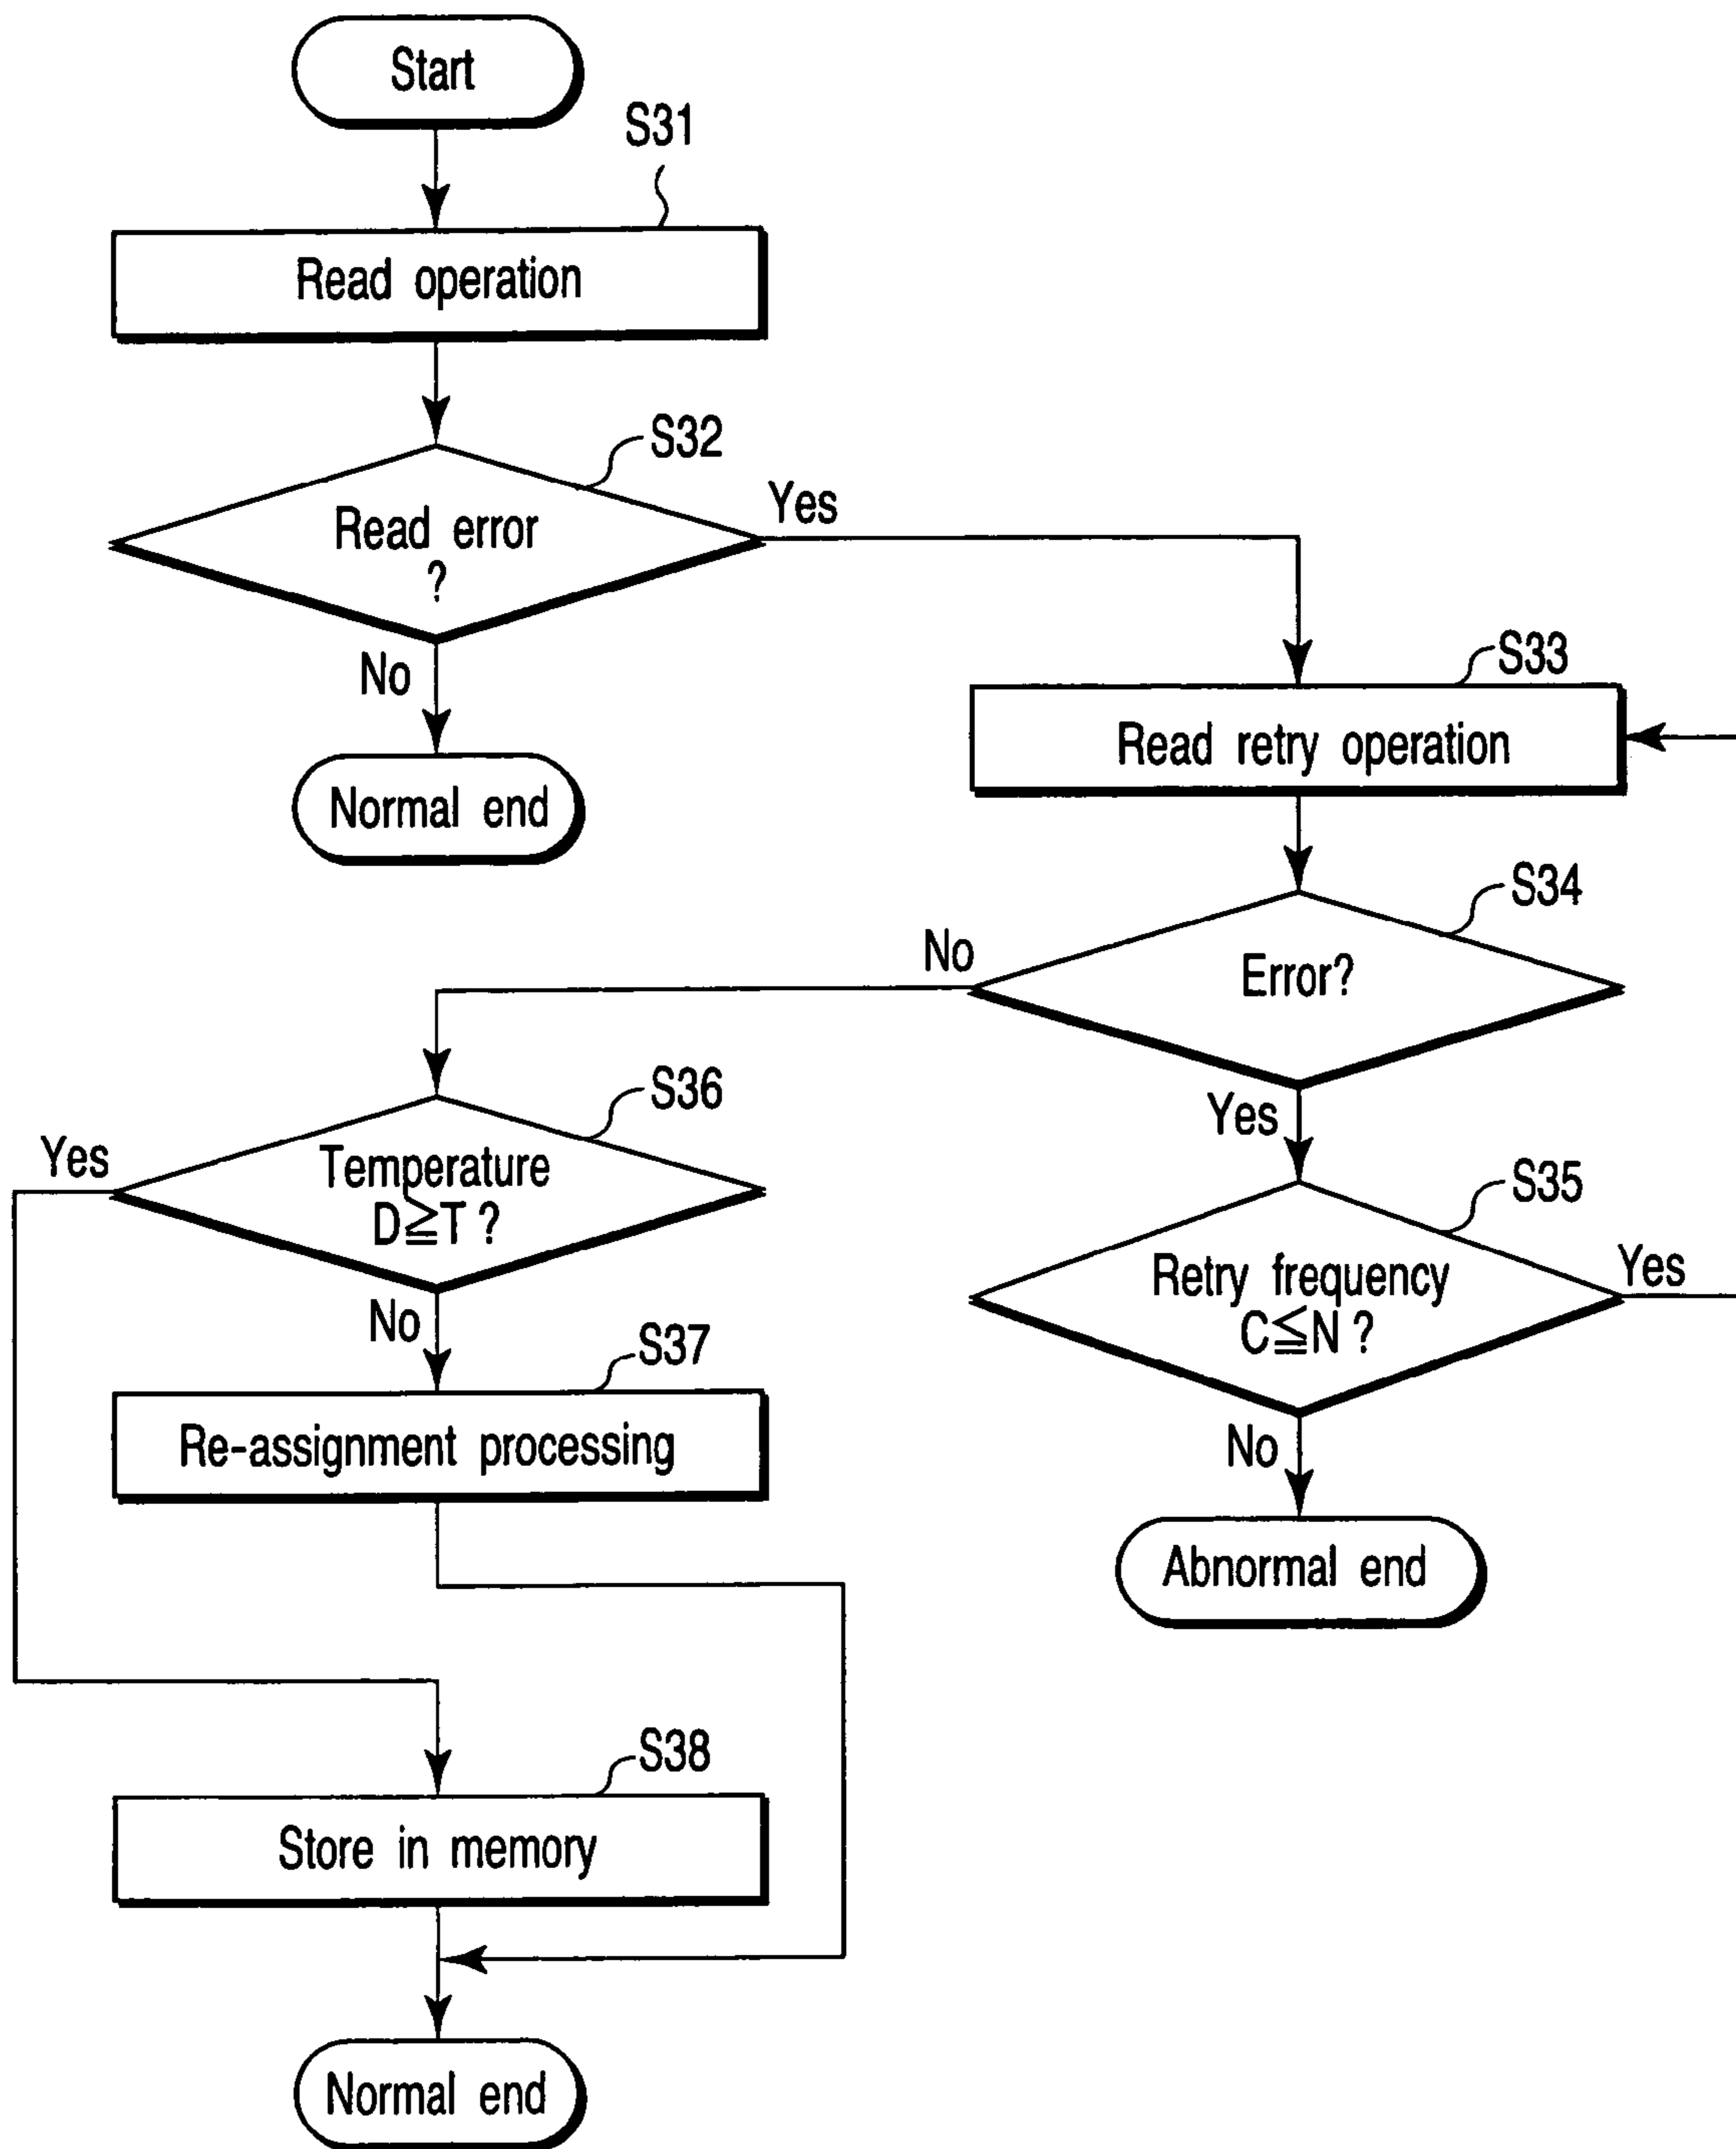 Start
S31
Read operation
S32
Read error
?
Yes
No
Normal end
S33
Read retry operation
S34
Error?
No
Yes
S35
Retry frequency
C≦N ?
Yes
No
Abnormal end
S36
Temperature
D≧T ?
Yes
No
S37
Re-assignment processing
S38
Store in memory
Normal end